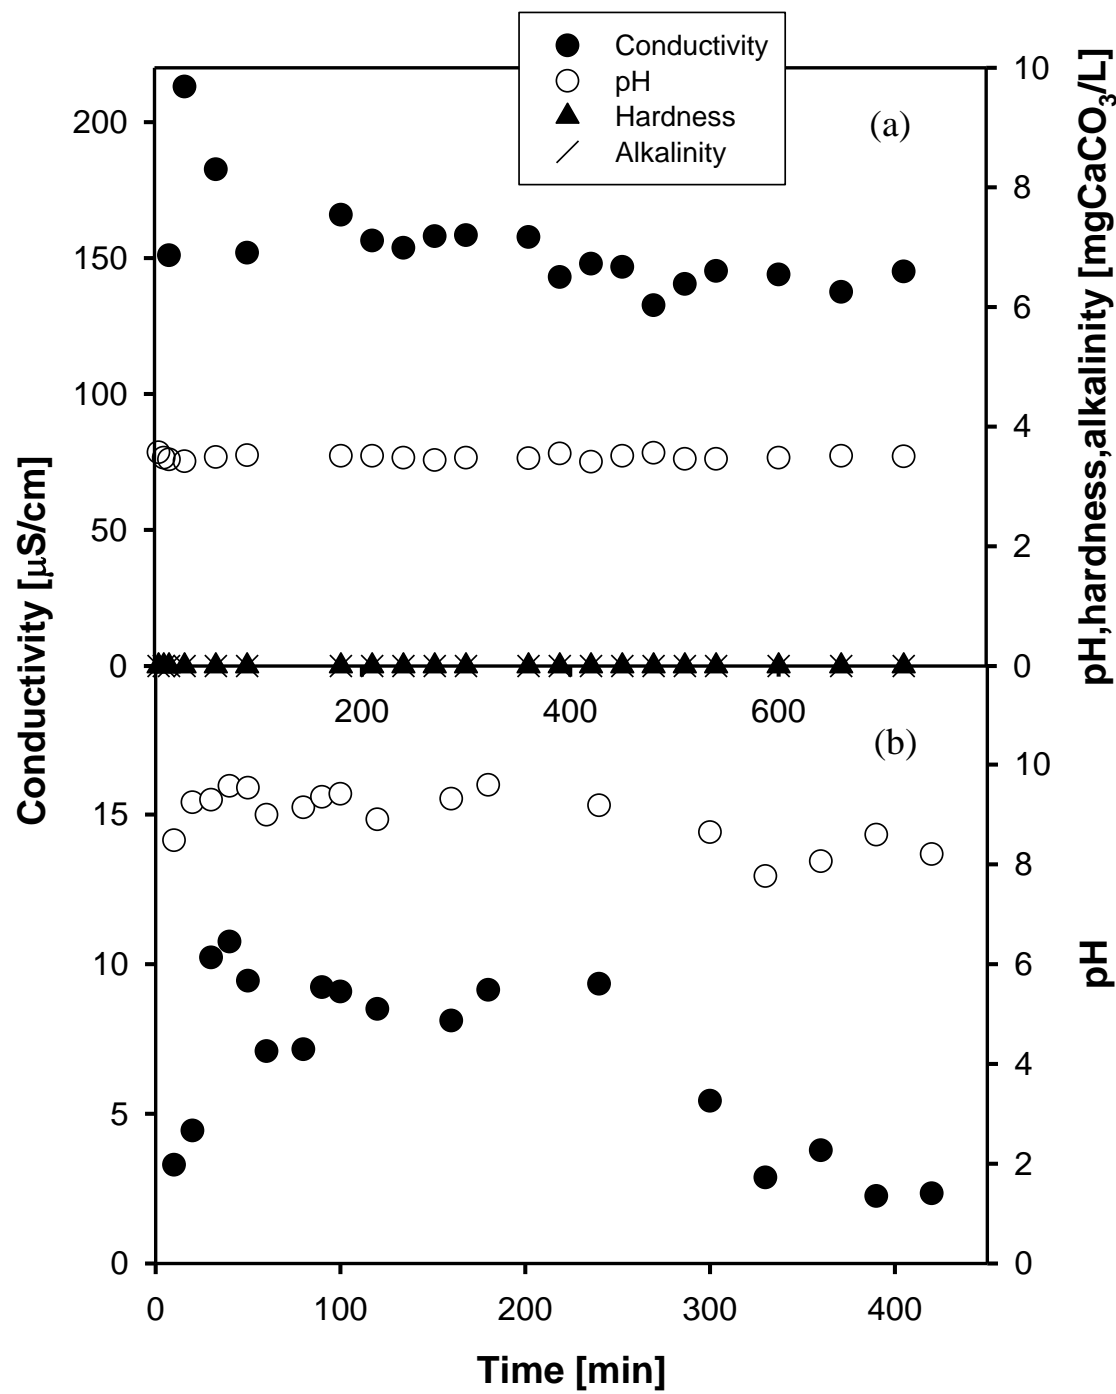 Conductivity
pH
Hardness
Alkalinity
(a)
200
150
100
50
0
10
8
6
4
2
0
pH,hardness,alkalinity [mgCaCO3/L]
Conductivity [μS/cm]
200
400
600
(b)
15
10
5
0
10
8
6
4
2
0
pH
0
100
200
300
400
Time [min]